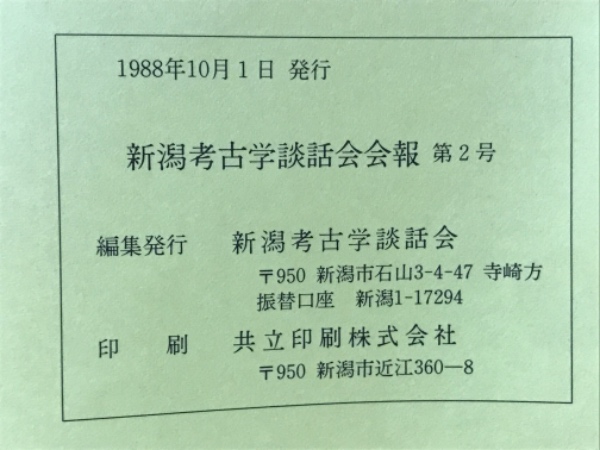 1988年10月1日 発行
新潟考古学談話会会報 第2号
編集発行 新潟考古学談話会
〒950 新潟市石山3-4-47 寺崎方
振替口座 新潟1-17294
印刷 共立印刷株式会社
〒950 新潟市近江360―8